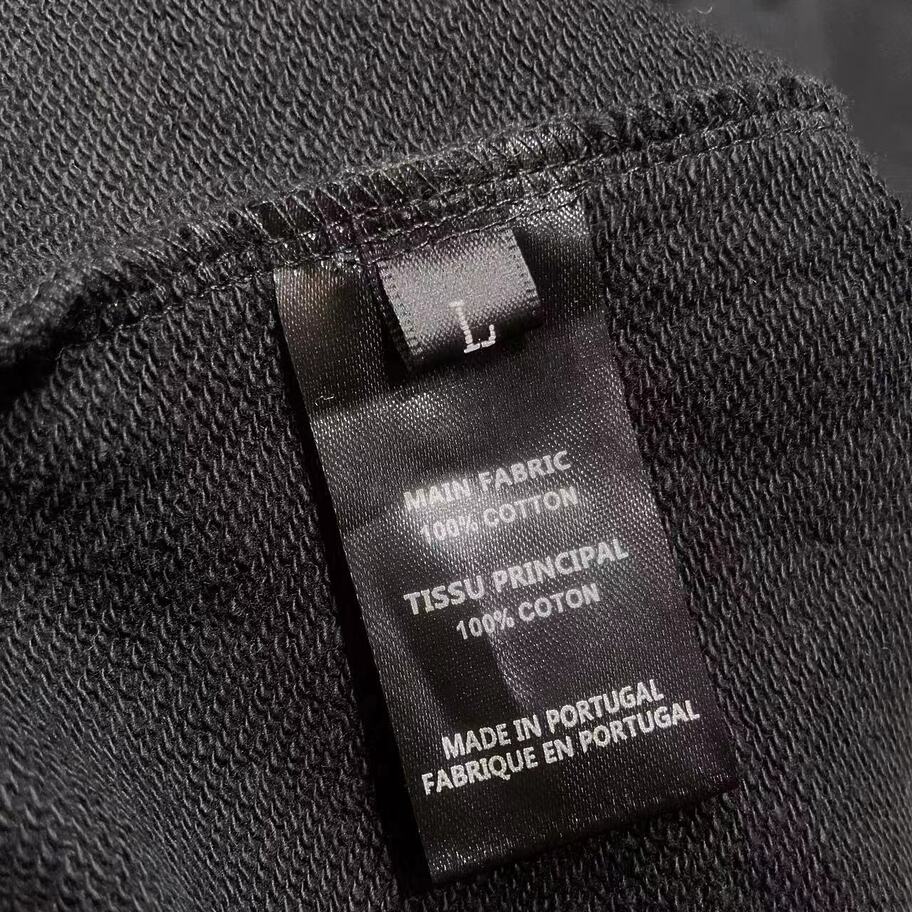 L
MAIN FABRIC
100% COTTON
TISSU PRINCIPAL
100% COTON
MADE IN PORTUGAL
FABRIQUE EN PORTUGAL